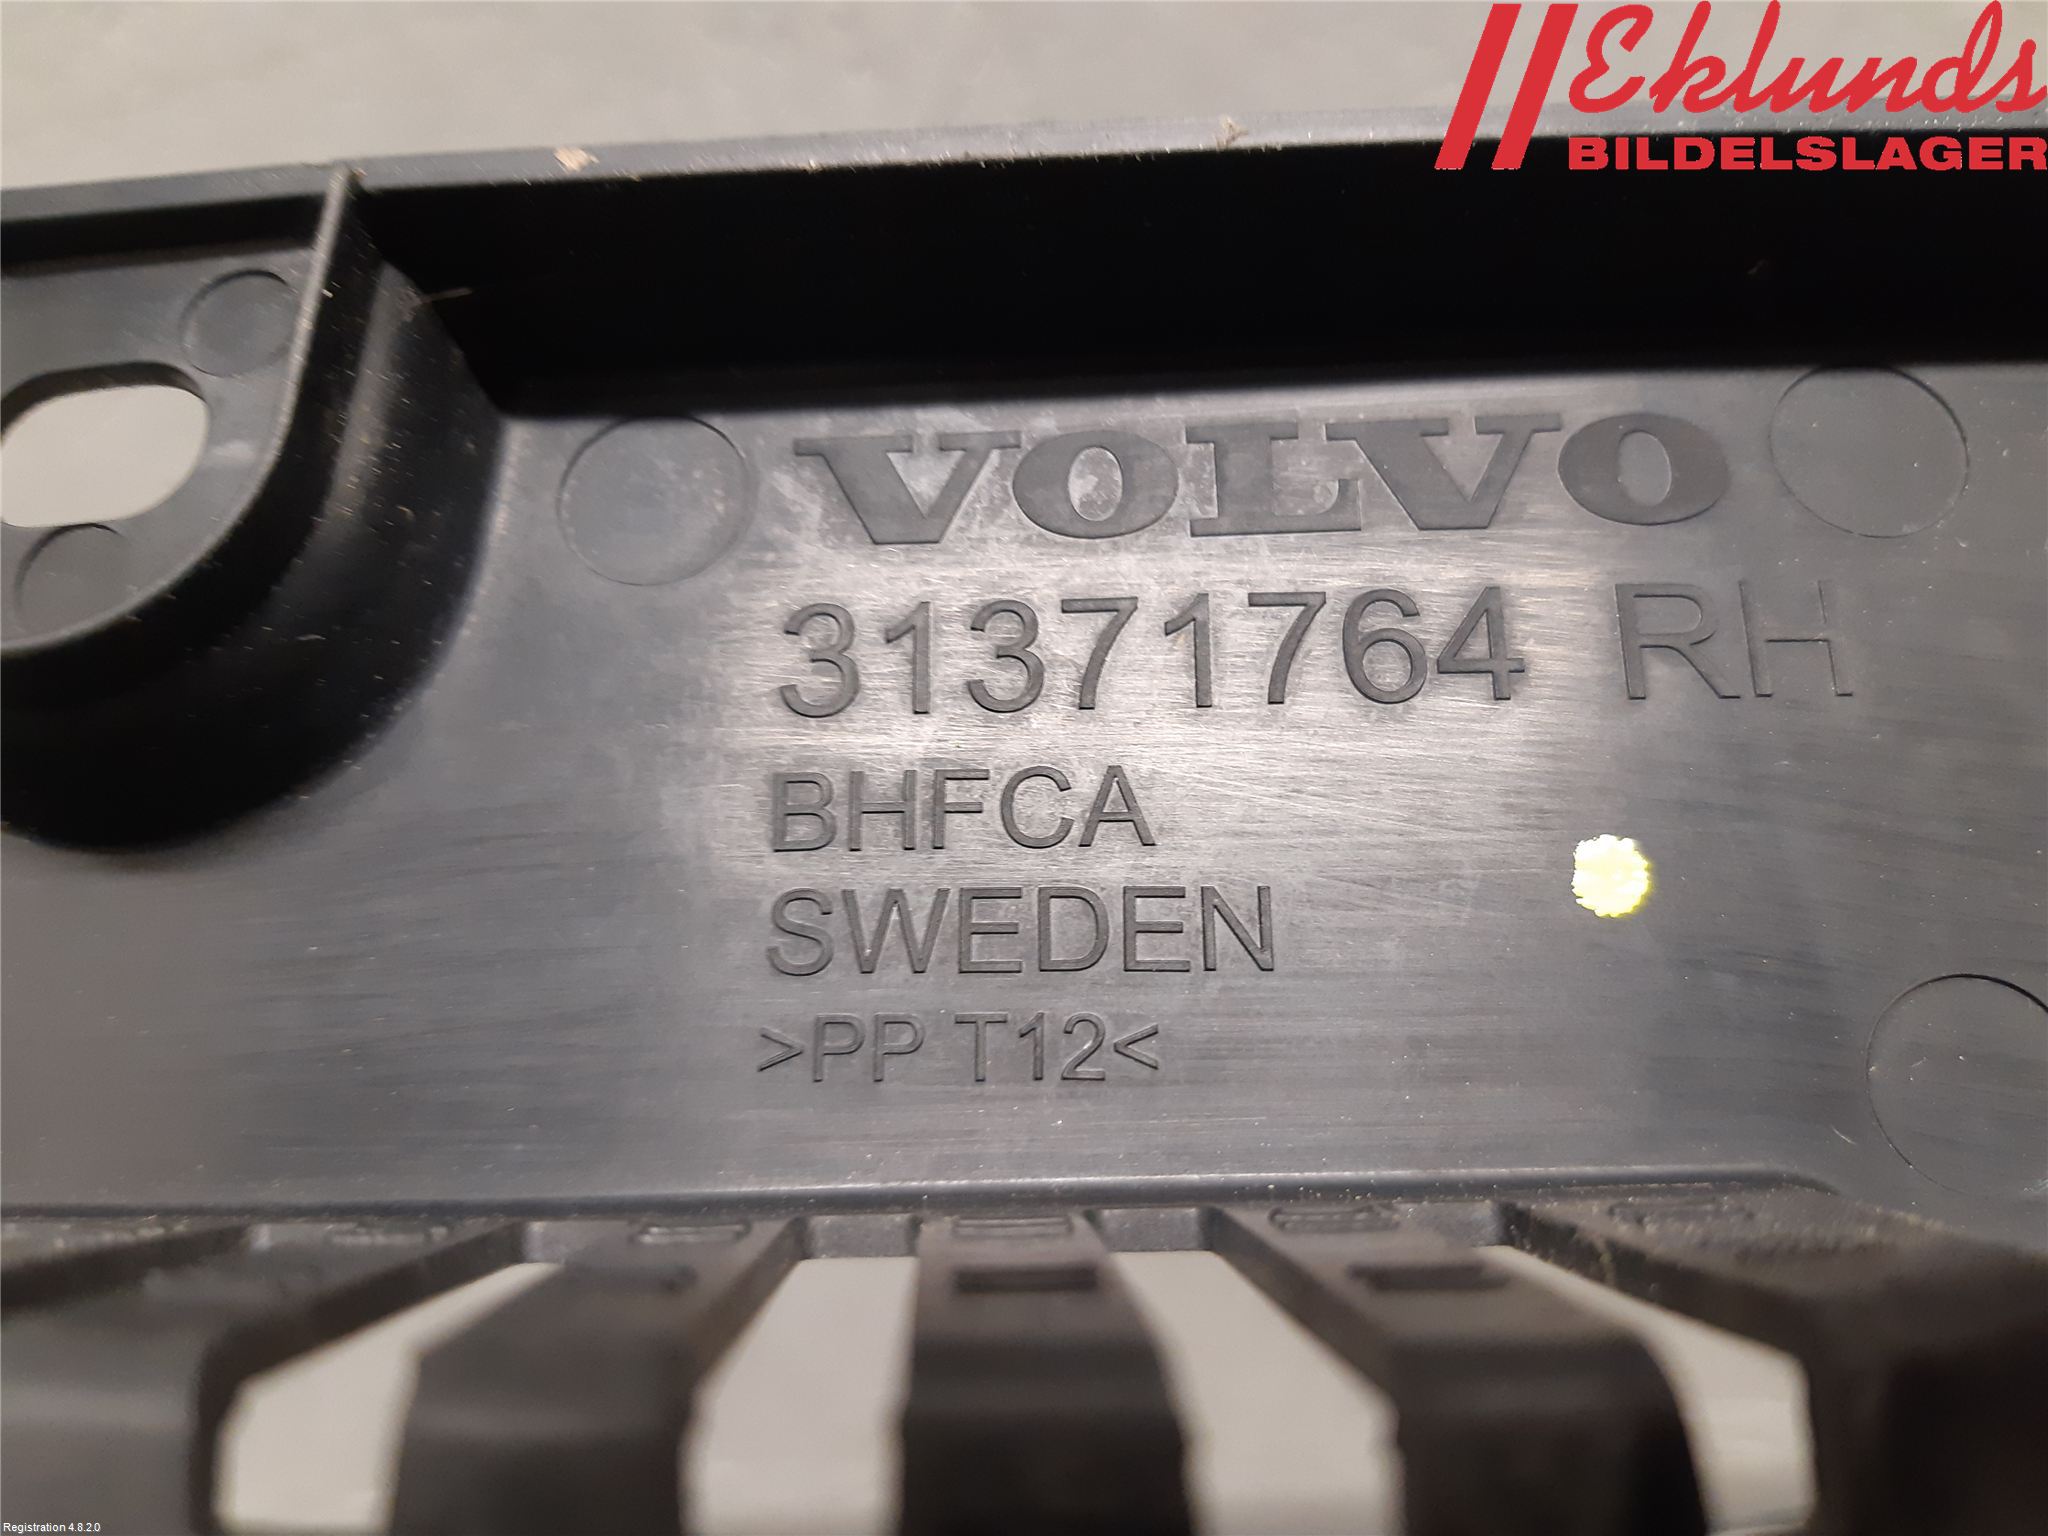 Eklunds
BILDELSLAGER
VOLVO
31371764 RH
BHFCA
SWEDEN
>PP T12<
Registration 4.8.2.0